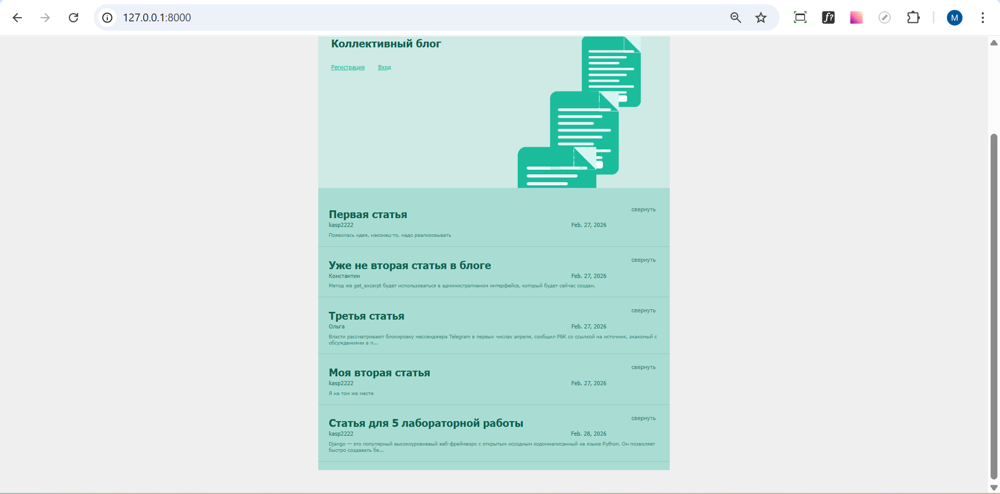 127.0.0.1:8000
M
Коллективный блог
Регистрация Вход
свернуть
Первая статья
kasp2222 Feb. 27, 2026
Появилась идея, наконец-то, надо реализовывать
свернуть
Уже не вторая статья в блоге
Константин Feb. 27, 2026
Метод же get_excerpt будет использоваться в административном интерфейсе, который будет сейчас создан.
свернуть
Третья статья
Ольга Feb. 27, 2026
Власти рассматривают блокировку мессенджера Telegram в первых числах апреля, сообщил РБК со ссылкой на источник, знакомый с
обсуждениями в п...
свернуть
Моя вторая статья
kasp2222 Feb. 27, 2026
Я на том же месте
свернуть
Статья для 5 лабораторной работы
kasp2222 Feb. 28, 2026
Django — это популярный высокоуровневый веб-фреймворк с открытым исходным кодомнаписанный на языке Python. Он позволяет
быстро создавать бе...